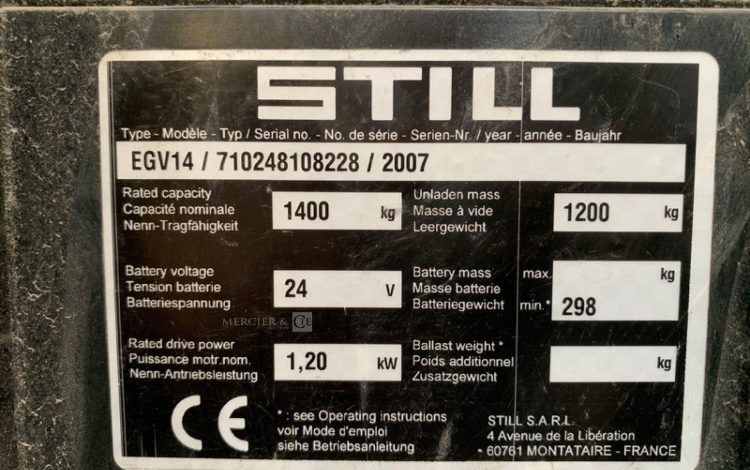 STILL
Type - Modèle - Typ / Serial no. - No. de série - Serien-Nr. / year - année - Baujahr
EGV14 / 710248108228 / 2007
Rated capacity
Capacité nominale
Nenn-Tragfähigkeit
1400 kg
Unladen mass
Masse à vide
Leergewicht
1200 kg
Battery voltage
Tension batterie
Batteriespannung
24 V
Battery mass
Masse batterie
Batteriegewicht
max. kg
min.* 298
MERCIER & CIE
Rated drive power
Puissance motr.nom.
Nenn-Antriebsleistung
1,20 kW
Ballast weight *
Poids additionnel
Zusatzgewicht
kg
CE
* : see Operating instructions
voir Mode d'emploi
siehe Betriebsanleitung
STILL S.A.R.L.
4 Avenue de la Libération
60761 MONTATAIRE - FRANCE